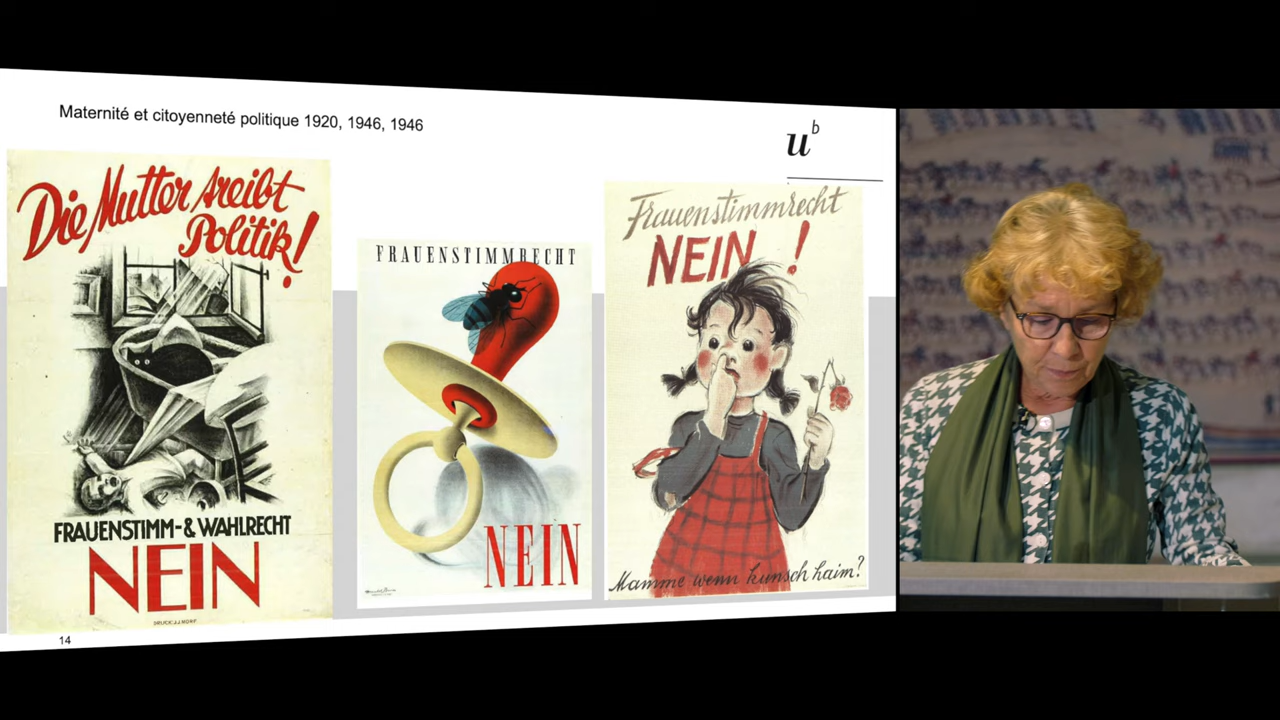 Maternité et citoyenneté politique 1920, 1946, 1946
u^b
Die Mutter treibt
Politik!
FRAUENSTIMM-& WAHLRECHT
NEIN
DRUCK: J.J. MORF
FRAUENSTIMMRECHT
NEIN
Frauenstimmrecht
NEIN!
Mamme wenn kunsch haim?
14